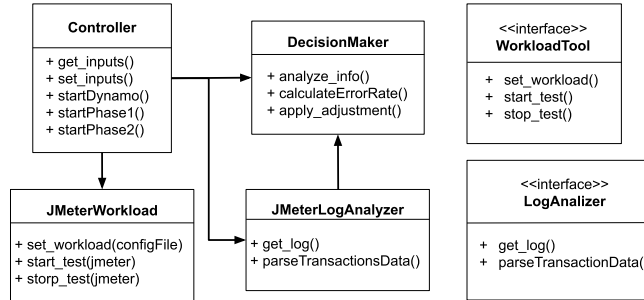 Controller
+ get_inputs()
+ set_inputs()
+ startDynamo()
+ startPhase1()
+ startPhase2()
DecisionMaker
+ analyze_info()
+ calculateErrorRate()
+ apply_adjustment()
<<interface>>
WorkloadTool
+ set_workload()
+ start_test()
+ stop_test()
JMeterWorkload
+ set_workload(configFile)
+ start_test(jmeter)
+ storp_test(jmeter)
JMeterLogAnalyzer
+ get_log()
+ parseTransactionsData()
<<interface>>
LogAnalizer
+ get_log()
+ parseTransactionData()